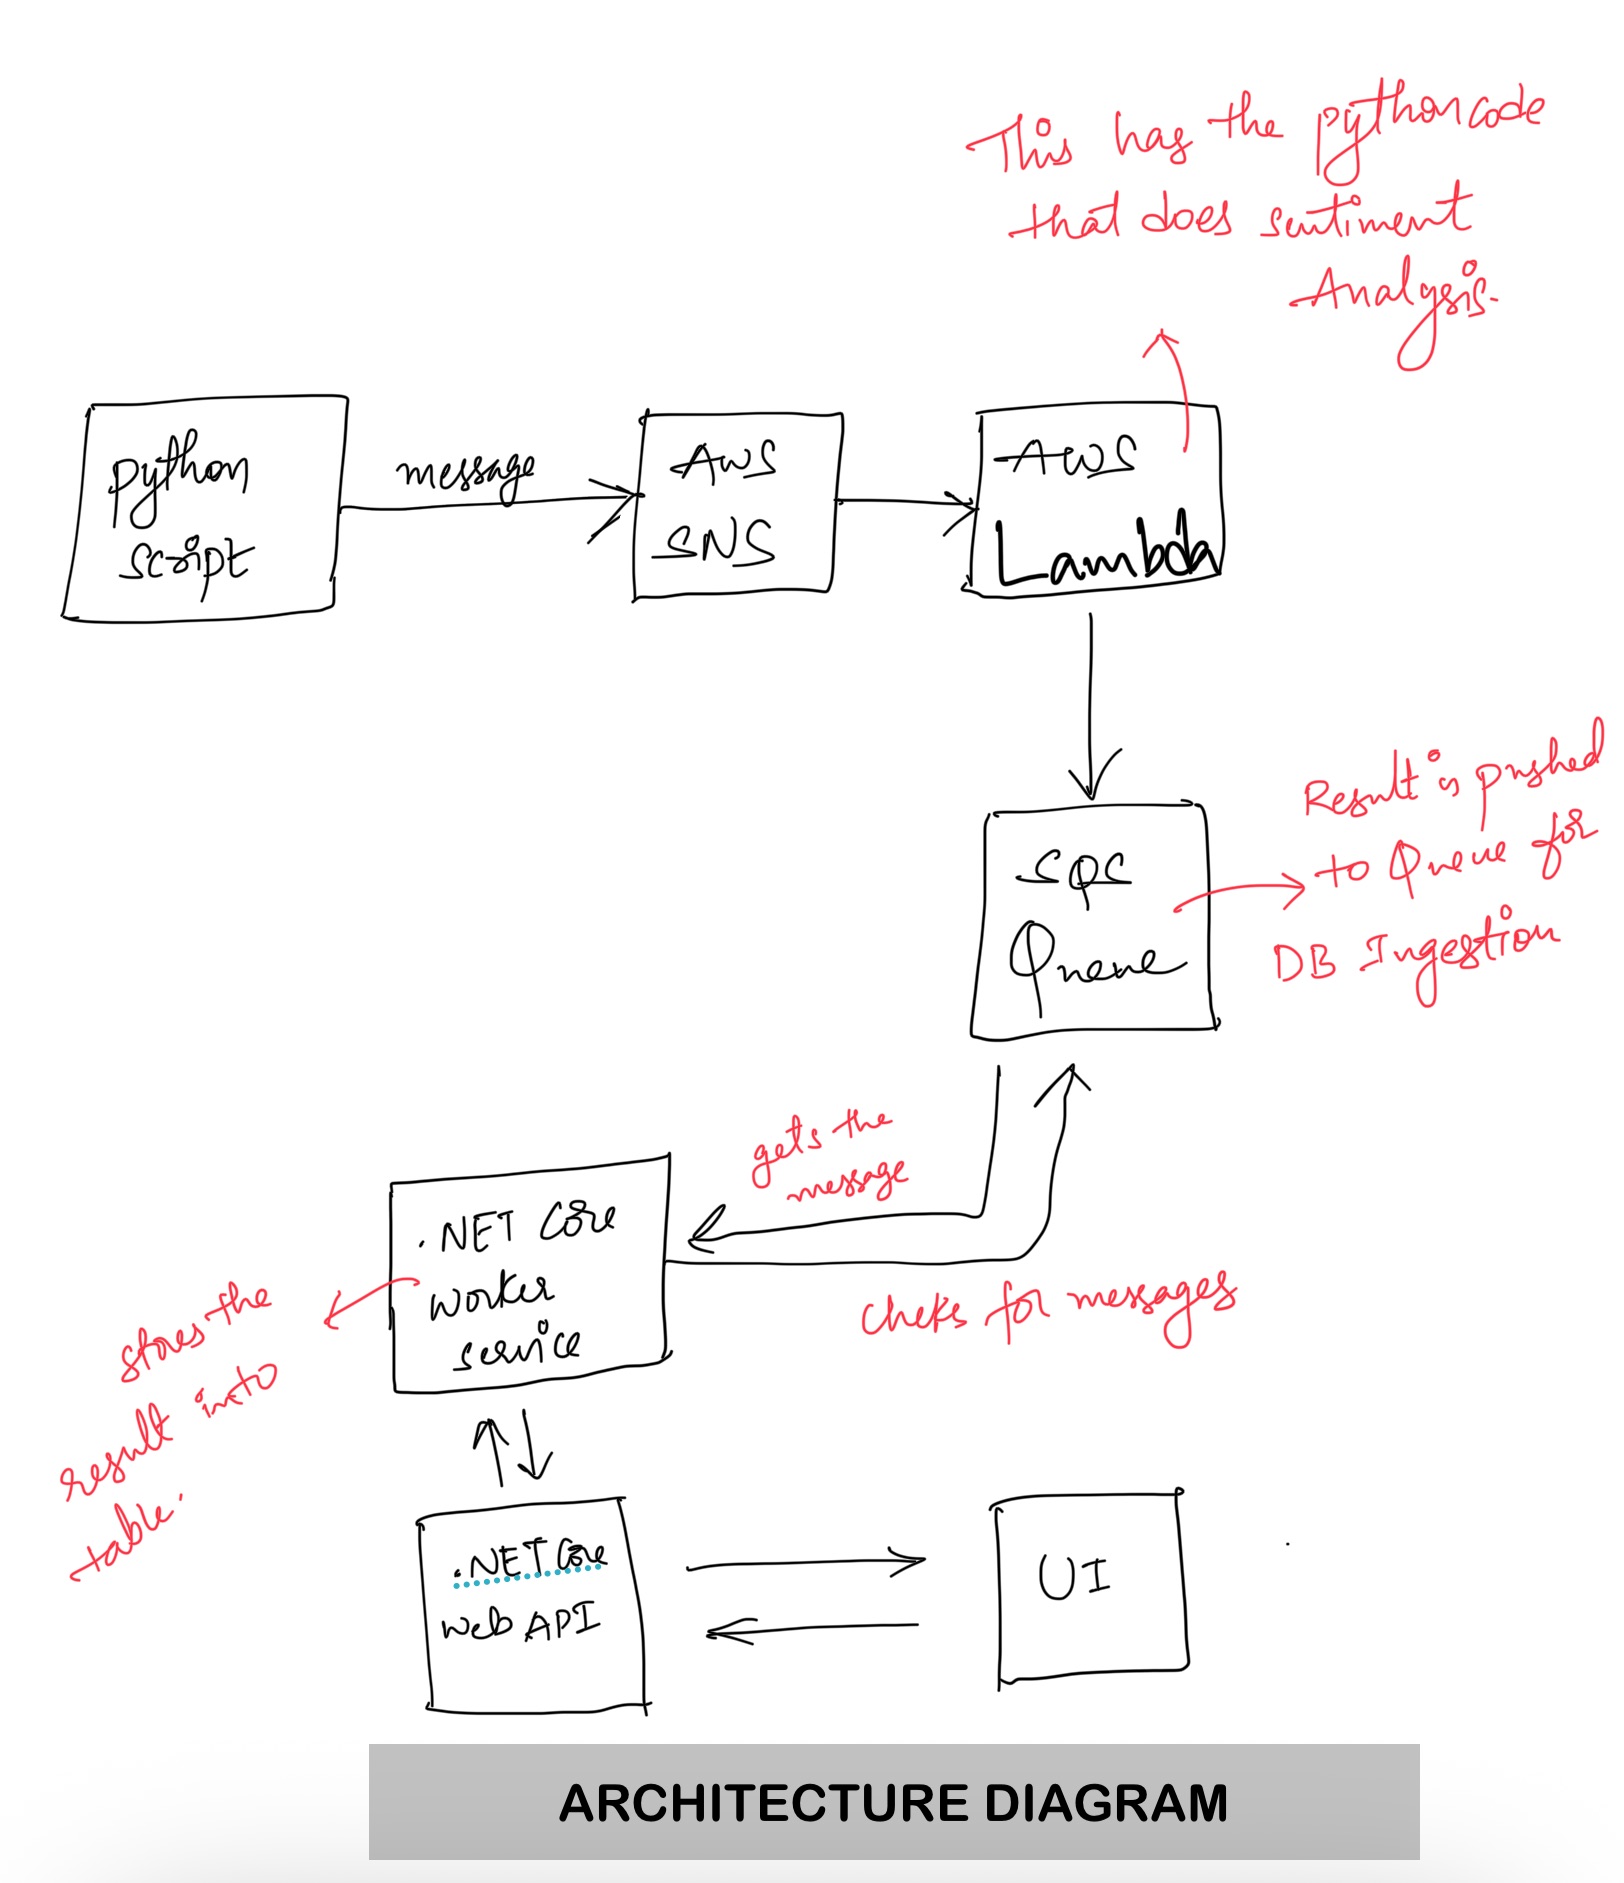 This has the python code
that does sentiment
Analysis.
Python
script
message
AWS
SNS
AWS
Lambda
Result is pushed
to Queue for
DB Ingestion
SQS
Queue
gets the
message
.NET Core
worker
service
cheks for messages
stores the
result into
table.
.NET Core
Web API
UI
ARCHITECTURE DIAGRAM